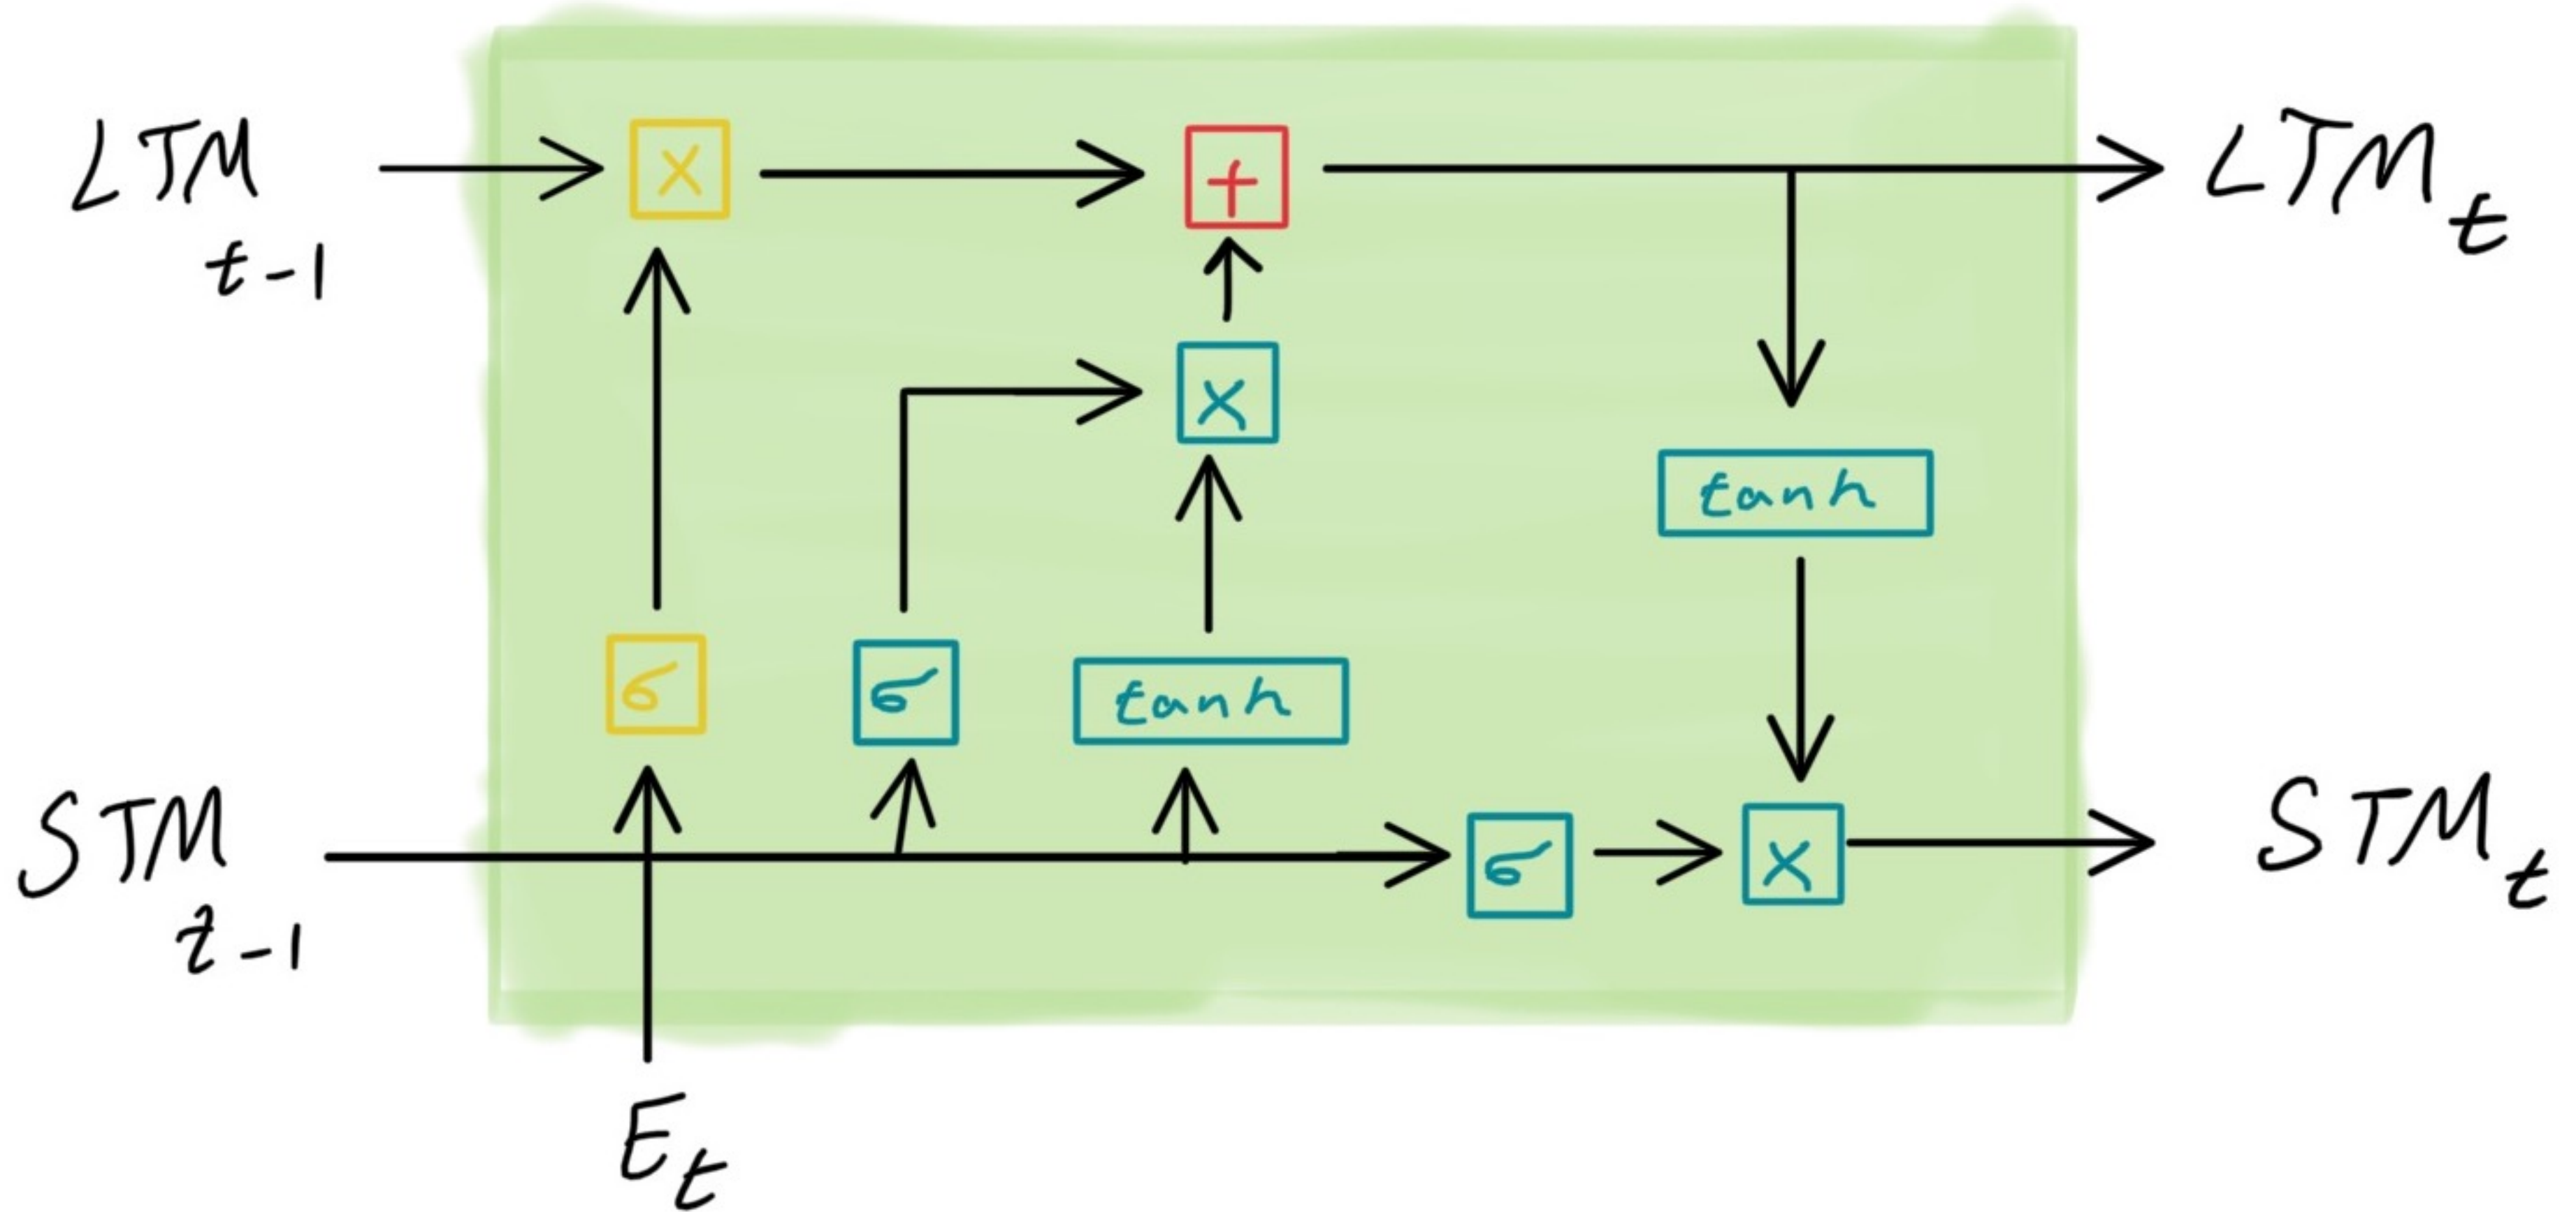 LTM t-1
x
+
LTM t
x
tanh
σ
σ
tanh
STM t-1
σ
x
STM t
E t